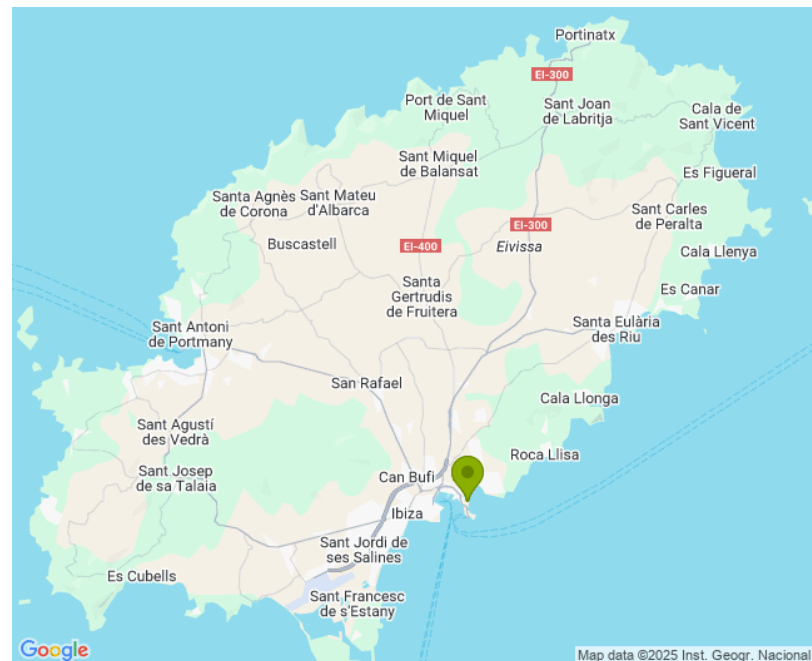 Portinatx
EI-300
Port de Sant
Miquel
Sant Joan
de Labritja
Cala de
Sant Vicent
Sant Miquel
de Balansat
Es Figueral
Santa Agnès
de Corona
Sant Mateu
d'Albarca
Sant Carles
de Peralta
EI-300
Buscastell
EI-400
Eivissa
Cala Llenya
Santa
Gertrudis
de Fruitera
Es Canar
Sant Antoni
de Portmany
Santa Eulària
des Riu
San Rafael
Cala Llonga
Sant Agustí
des Vedrà
Roca Llisa
Sant Josep
de sa Talaia
Can Bufi
Ibiza
Sant Jordi de
ses Salines
Es Cubells
Sant Francesc
de s'Estany
Google
Map data ©2025 Inst. Geogr. Nacional